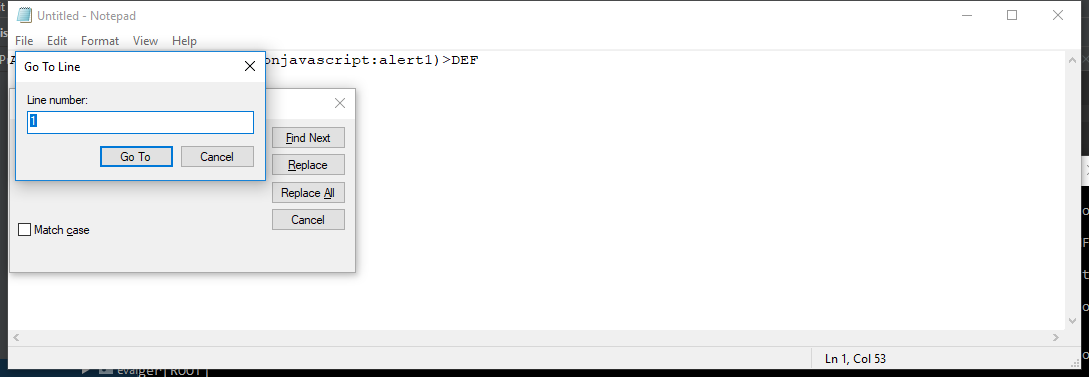 Untitled - Notepad
File Edit Format View Help
onjavascript:alert1)>DEF
Go To Line
Line number:
1
Go To Cancel
Find Next
Replace
Replace All
Cancel
Match case
Ln 1, Col 53